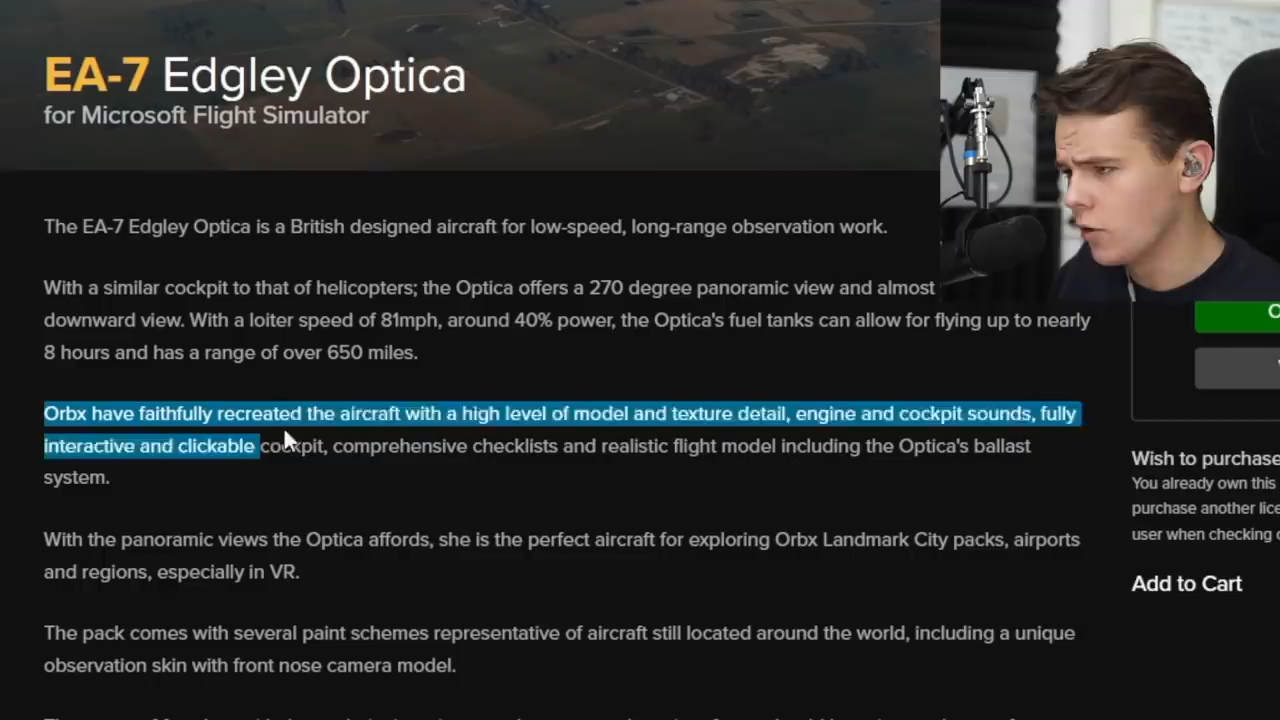 EA-7 Edgley Optica
for Microsoft Flight Simulator
The EA-7 Edgley Optica is a British designed aircraft for low-speed, long-range observation work.
With a similar cockpit to that of helicopters; the Optica offers a 270 degree panoramic view and almost
downward view. With a loiter speed of 81mph, around 40% power, the Optica's fuel tanks can allow for flying up to nearly
8 hours and has a range of over 650 miles.
Orbx have faithfully recreated the aircraft with a high level of model and texture detail, engine and cockpit sounds, fully
interactive and clickable cockpit, comprehensive checklists and realistic flight model including the Optica's ballast
system.
With the panoramic views the Optica affords, she is the perfect aircraft for exploring Orbx Landmark City packs, airports
and regions, especially in VR.
The pack comes with several paint schemes representative of aircraft still located around the world, including a unique
observation skin with front nose camera model.
Wish to purchase
You already own this
purchase another lice
user when checking
Add to Cart